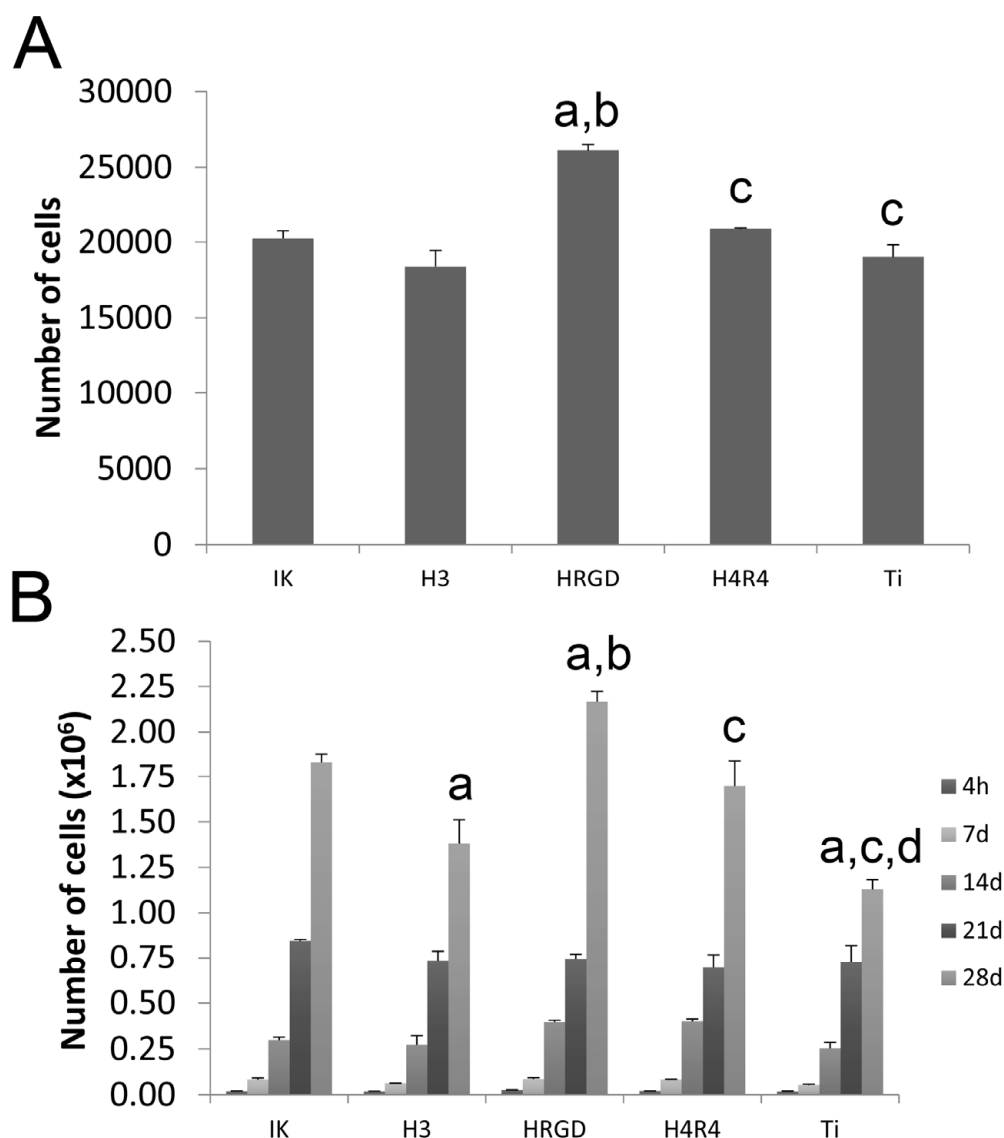 A
30000
a,b
25000
c
c
20000
15000
10000
5000
0
Number of cells
IK H3 HRGD H4R4 Ti
B
2.50
a,b
2.25
c
2.00
1.75
a
1.50
a,c,d
1.25
1.00
0.75
0.50
0.25
0.00
Number of cells (x10⁶)
IK H3 HRGD H4R4 Ti
4h
7d
14d
21d
28d